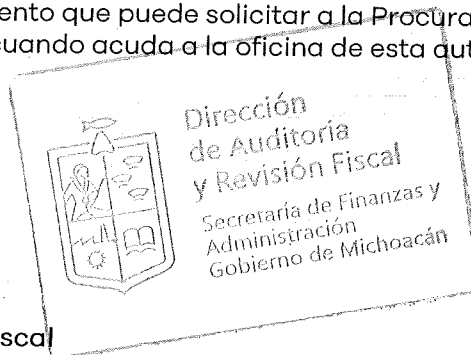 ento que puede solicitar a la Procura
cuando acuda a la oficina de esta aut
Dirección
de Auditoría
y Revisión Fiscal
Secretaría de Finanzas y
Administración
Gobierno de Michoacán
scal